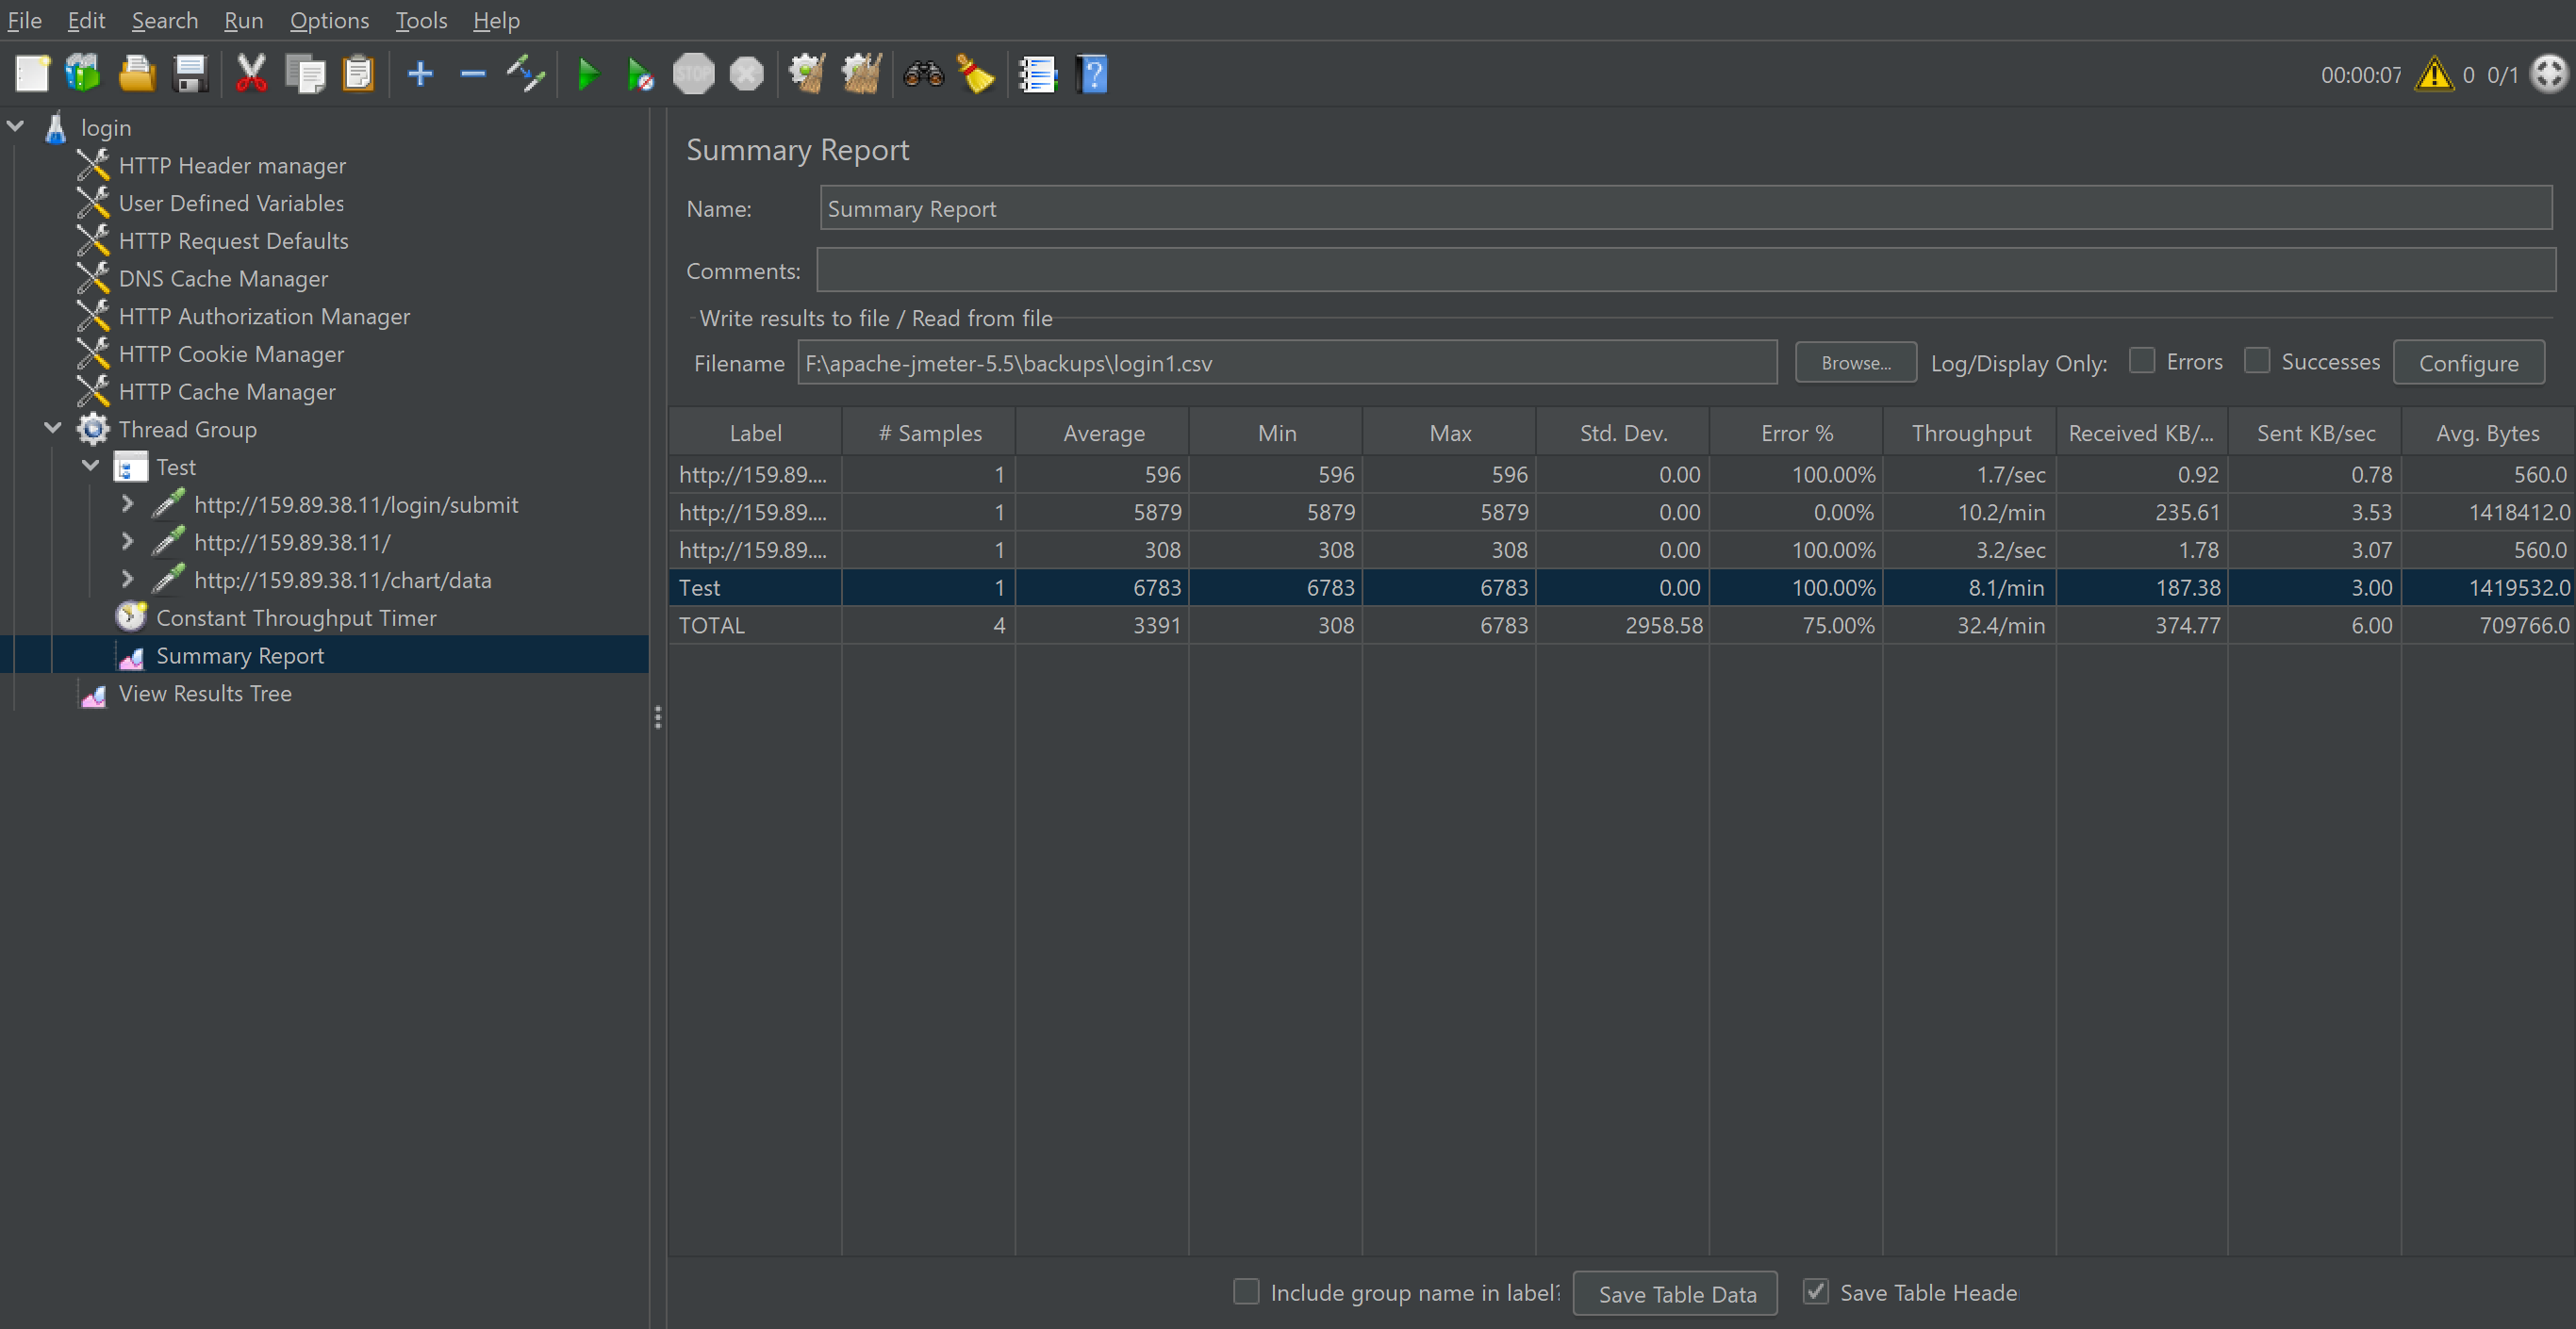 File Edit Search Run Options Tools Help
STOP
00:00:07 0 0/1
login
HTTP Header manager
User Defined Variables
HTTP Request Defaults
DNS Cache Manager
HTTP Authorization Manager
HTTP Cookie Manager
HTTP Cache Manager
Thread Group
Test
http://159.89.38.11/login/submit
http://159.89.38.11/
http://159.89.38.11/chart/data
Constant Throughput Timer
Summary Report
View Results Tree
Summary Report
Name: Summary Report
Comments:
Write results to file / Read from file
Filename F:\apache-jmeter-5.5\backups\login1.csv Browse... Log/Display Only: Errors Successes Configure
Label # Samples Average Min Max Std. Dev. Error % Throughput Received KB/... Sent KB/sec Avg. Bytes
http://159.89.... 1 596 596 596 0.00 100.00% 1.7/sec 0.92 0.78 560.0
http://159.89.... 1 5879 5879 5879 0.00 0.00% 10.2/min 235.61 3.53 1418412.0
http://159.89.... 1 308 308 308 0.00 100.00% 3.2/sec 1.78 3.07 560.0
Test 1 6783 6783 6783 0.00 100.00% 8.1/min 187.38 3.00 1419532.0
TOTAL 4 3391 308 6783 2958.58 75.00% 32.4/min 374.77 6.00 709766.0
Include group name in label? Save Table Data Save Table Heade